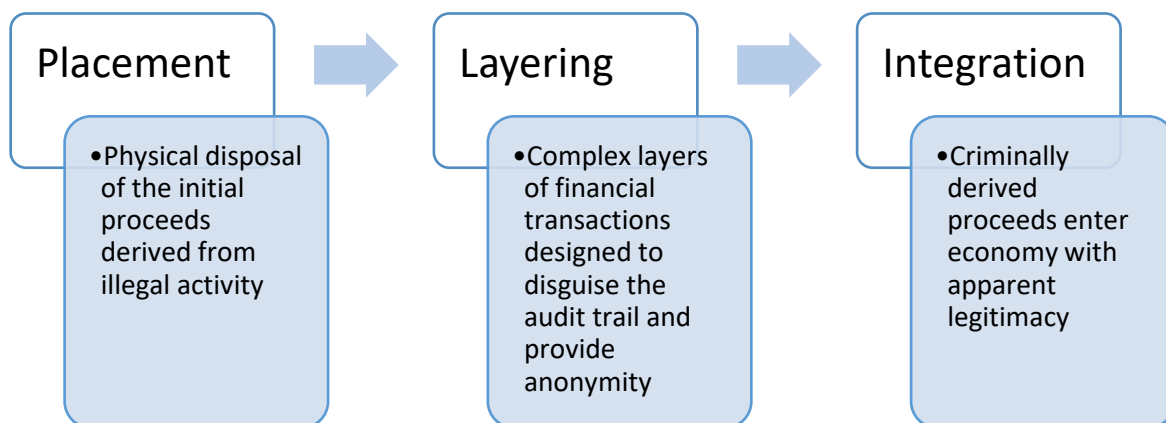 Placement
•Physical disposal
of the initial
proceeds
derived from
illegal activity
Layering
•Complex layers
of financial
transactions
designed to
disguise the
audit trail and
provide
anonymity
Integration
•Criminally
derived
proceeds enter
economy with
apparent
legitimacy